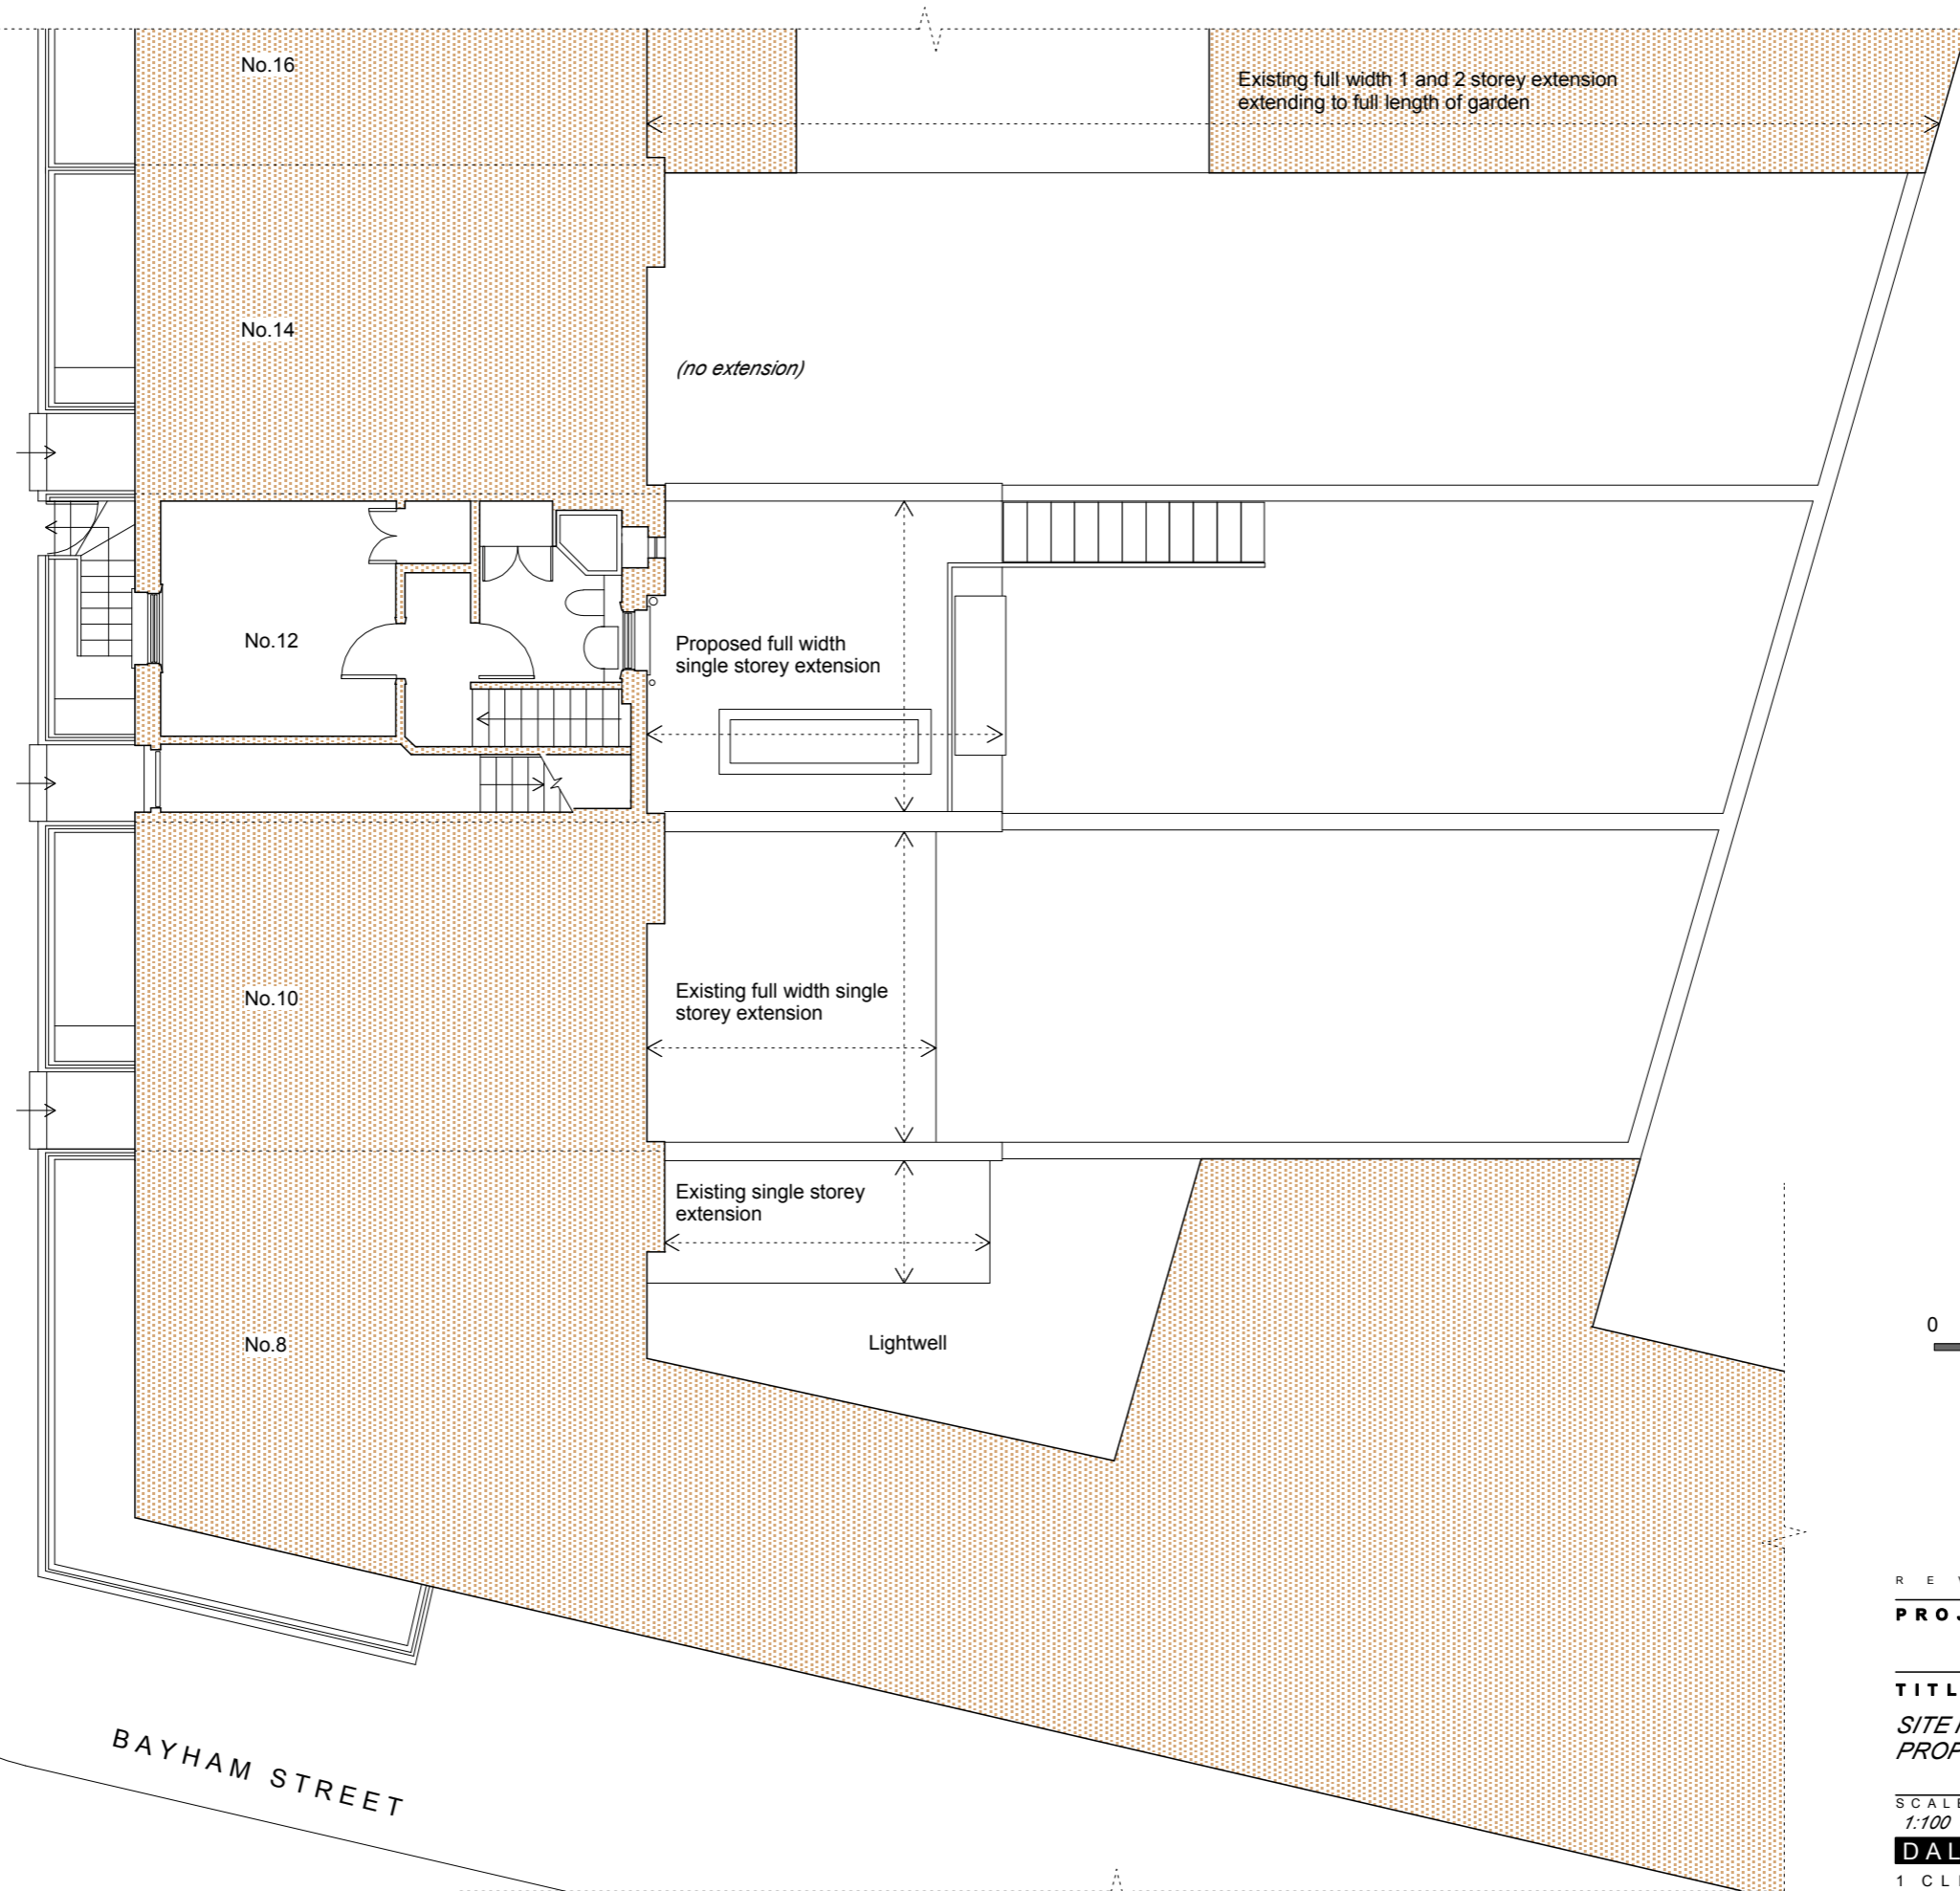 No.16
Existing full width 1 and 2 storey extension
extending to full length of garden
No.14
(no extension)
No.12
Proposed full width
single storey extension
No.10
Existing full width single
storey extension
Existing single storey
extension
No.8
Lightwell
0
BAYHAM STREET
SCALE
1:100
1